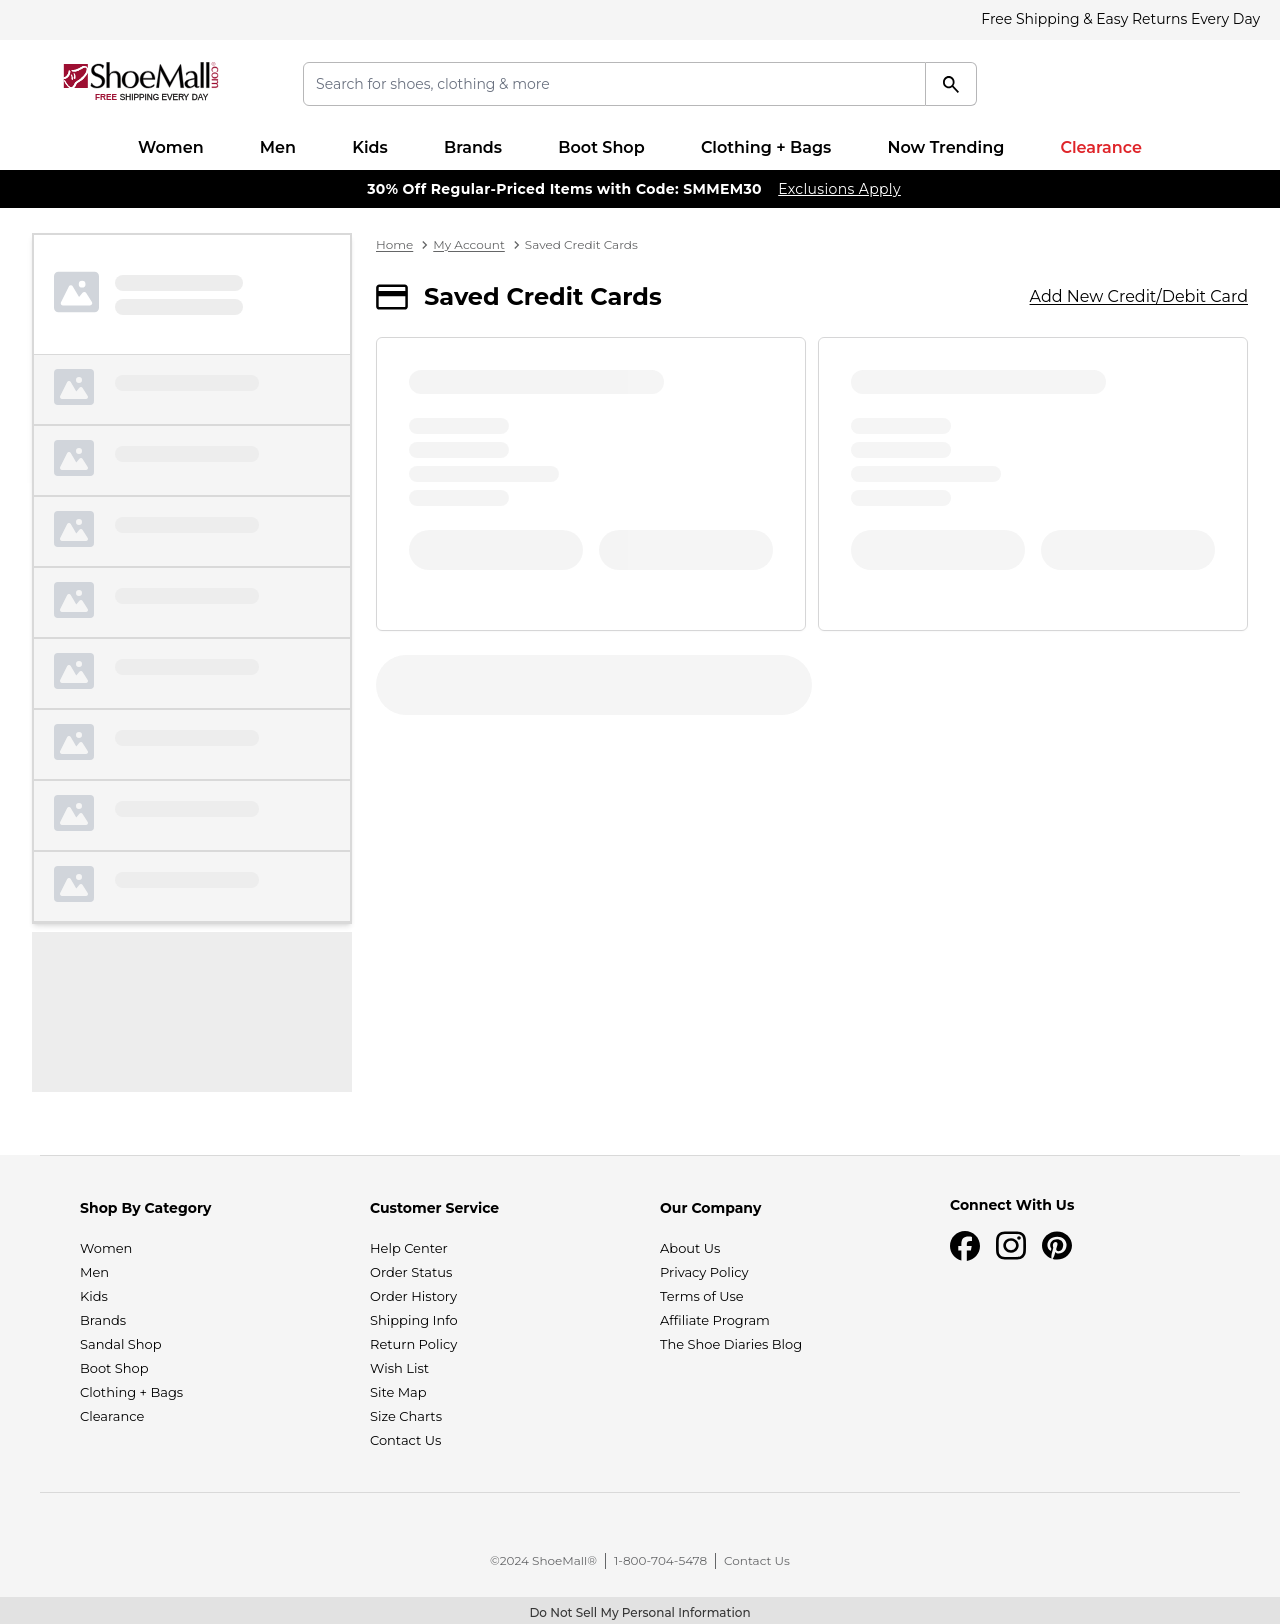 Free Shipping & Easy Returns Every Day
ShoeMall®.com
FREE SHIPPING EVERY DAY
Search for shoes, clothing & more
Women Men Kids Brands Boot Shop Clothing + Bags Now Trending Clearance
30% Off Regular-Priced Items with Code: SMMEM30 Exclusions Apply
Home > My Account > Saved Credit Cards
Saved Credit Cards
Add New Credit/Debit Card
Shop By Category
Women
Men
Kids
Brands
Sandal Shop
Boot Shop
Clothing + Bags
Clearance
Customer Service
Help Center
Order Status
Order History
Shipping Info
Return Policy
Wish List
Site Map
Size Charts
Contact Us
Our Company
About Us
Privacy Policy
Terms of Use
Affiliate Program
The Shoe Diaries Blog
Connect With Us
©2024 ShoeMall® | 1-800-704-5478 | Contact Us
Do Not Sell My Personal Information